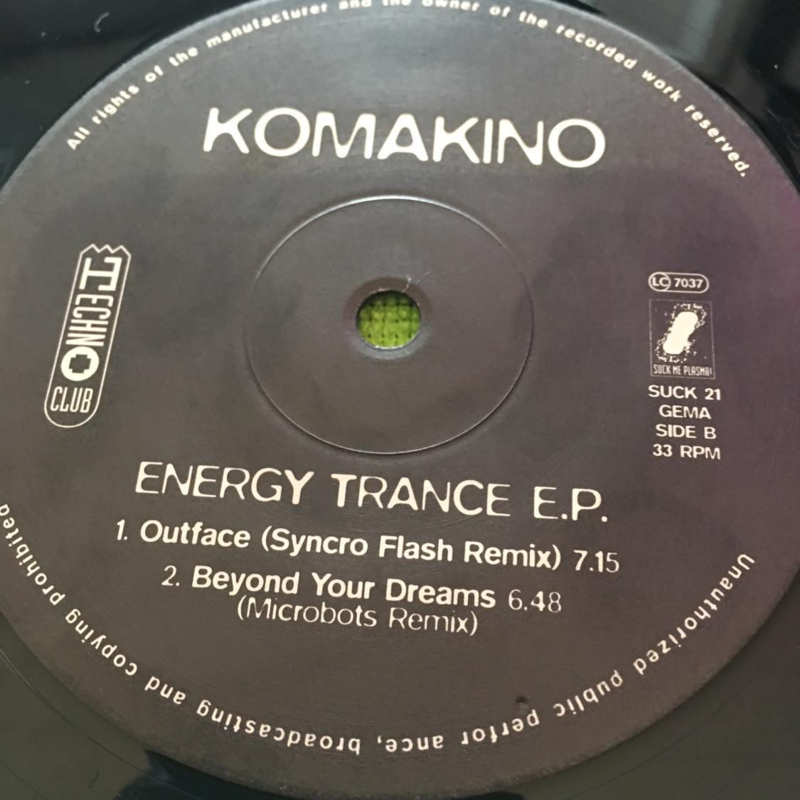 All rights of the manufacturer and the owner of the recorded work reserved.
KOMAKINO
TECHNO
CLUB
LC 7037
SUCK ME PLASMA!
SUCK 21
GEMA
SIDE B
33 RPM
ENERGY TRANCE E.P.
1. Outface (Syncro Flash Remix) 7.15
2. Beyond Your Dreams 6.48
(Microbots Remix)
Unauthorized public perfor ance, broadcasting and copying prohibited